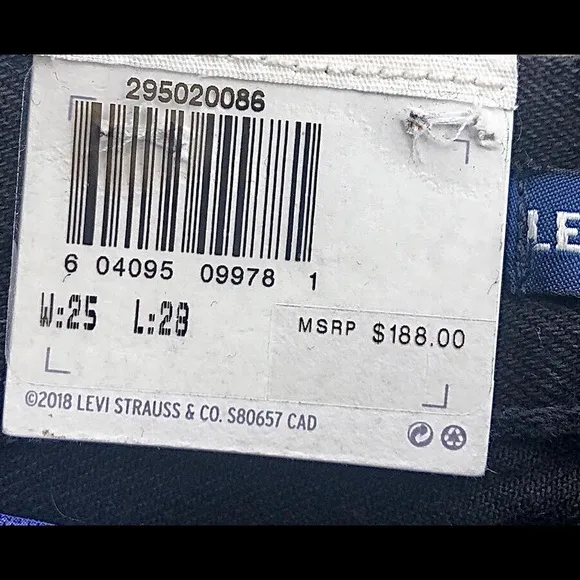 295020086
6 04095 09978 1
W:25 L:28
MSRP $188.00
©2018 LEVI STRAUSS & CO. S80657 CAD
LE